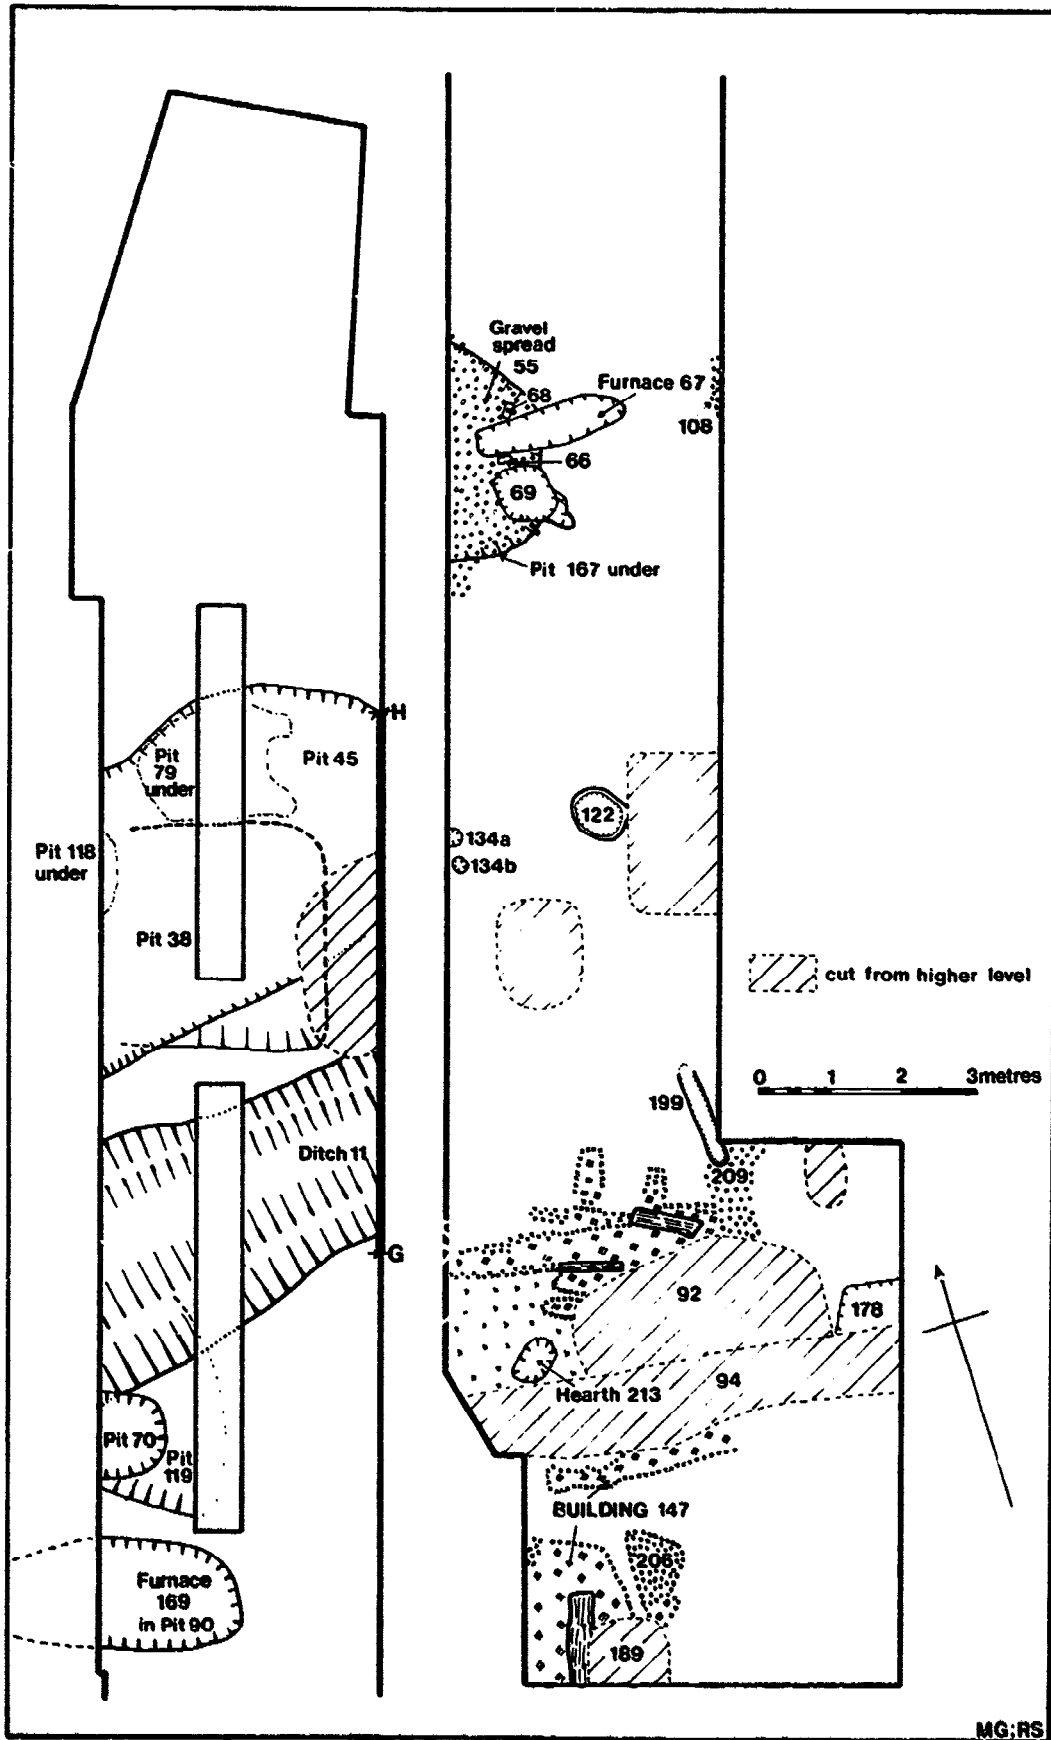 Gravel
spread
55
68
Furnace 67
108
66
69
Pit 167 under
H
Pit
79
under
Pit 45
122
134a
134b
Pit 118
under
Pit 38
cut from higher level
0 1 2 3metres
199
Ditch 11
209
G
92
178
Hearth 213
94
Pit 70
Pit
119
BUILDING 147
206
Furnace
169
in Pit 90
189
MG;RS